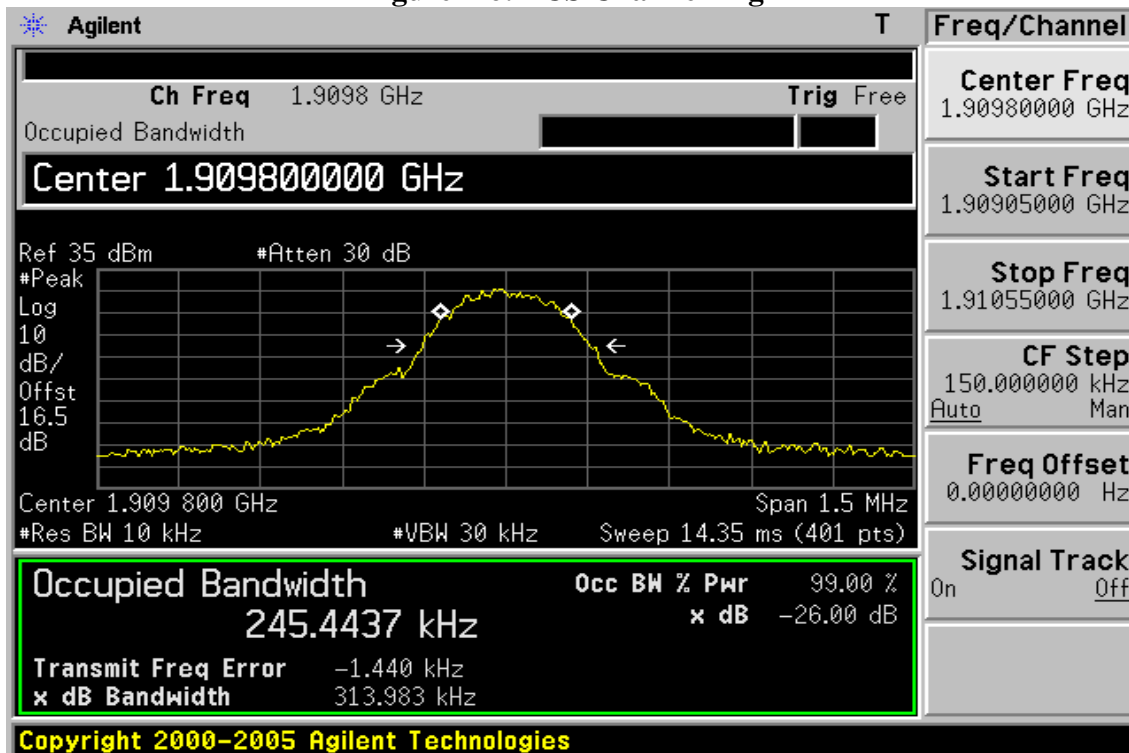 Agilent T
Freq/Channel
Ch Freq 1.9098 GHz Trig Free
Occupied Bandwidth
Center 1.909800000 GHz
Ref 35 dBm #Atten 30 dB
#Peak
Log
10
dB/
Offst
16.5
dB
Center 1.909 800 GHz Span 1.5 MHz
#Res BW 10 kHz #VBW 30 kHz Sweep 14.35 ms (401 pts)
Occupied Bandwidth
245.4437 kHz
Occ BW % Pwr 99.00 %
x dB -26.00 dB
Transmit Freq Error -1.440 kHz
x dB Bandwidth 313.983 kHz
Center Freq
1.90980000 GHz
Start Freq
1.90905000 GHz
Stop Freq
1.91055000 GHz
CF Step
150.000000 kHz
Auto Man
Freq Offset
0.00000000 Hz
Signal Track
On Off
Copyright 2000-2005 Agilent Technologies